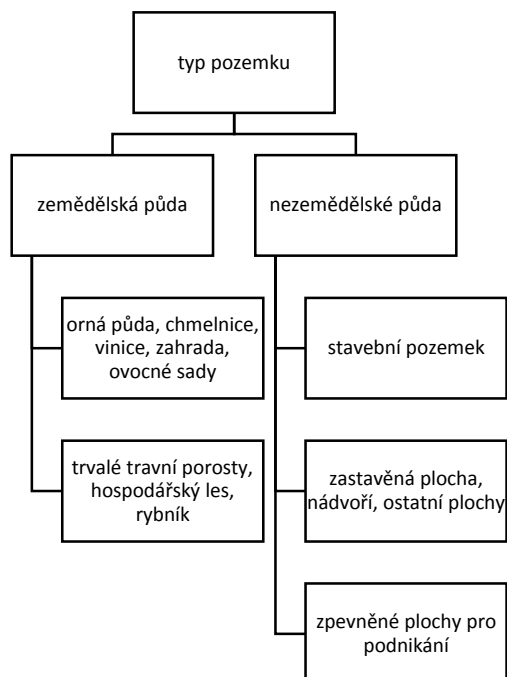 typ pozemku
zemědělská půda
nezemědělské půda
orná půda, chmelnice,
vinice, zahrada,
ovocné sady
stavební pozemek
trvalé travní porosty,
hospodářský les,
rybník
zastavěná plocha,
nádvoří, ostatní plochy
zpevněné plochy pro
podnikání